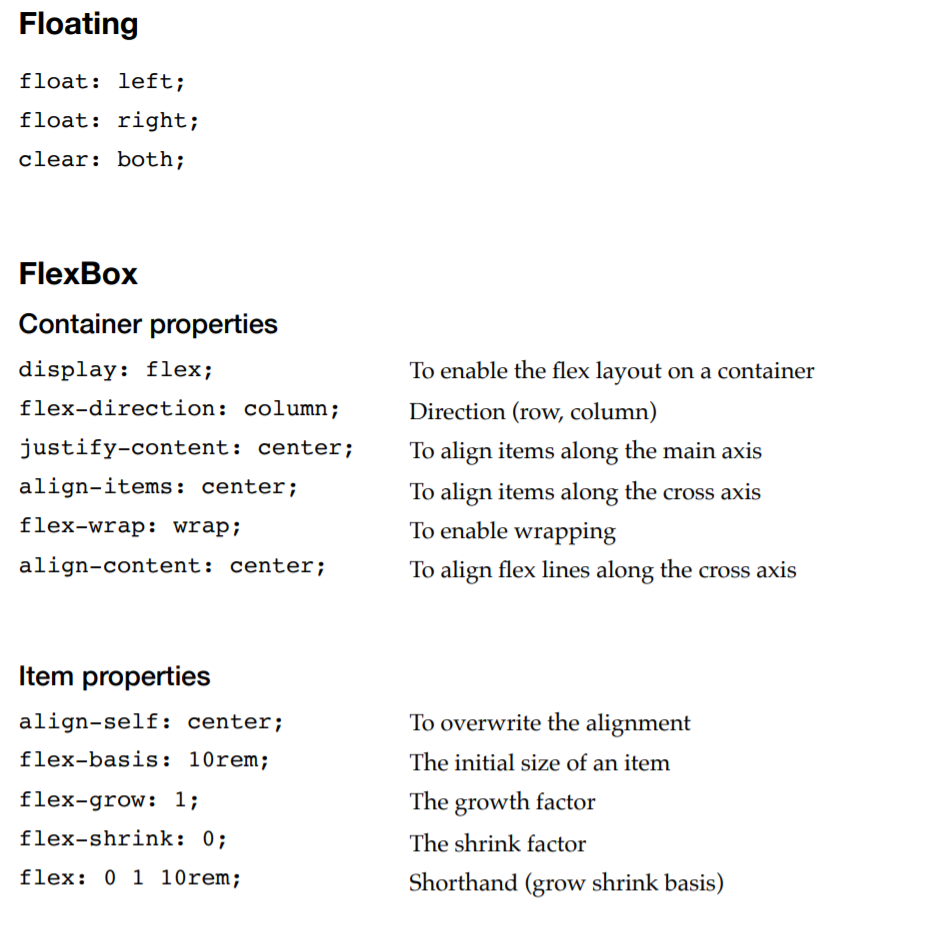 Floating
float: left;
float: right;
clear: both;
FlexBox
Container properties
display: flex; To enable the flex layout on a container
flex-direction: column; Direction (row, column)
justify-content: center; To align items along the main axis
align-items: center; To align items along the cross axis
flex-wrap: wrap; To enable wrapping
align-content: center; To align flex lines along the cross axis
Item properties
align-self: center; To overwrite the alignment
flex-basis: 10rem; The initial size of an item
flex-grow: 1; The growth factor
flex-shrink: 0; The shrink factor
flex: 0 1 10rem; Shorthand (grow shrink basis)